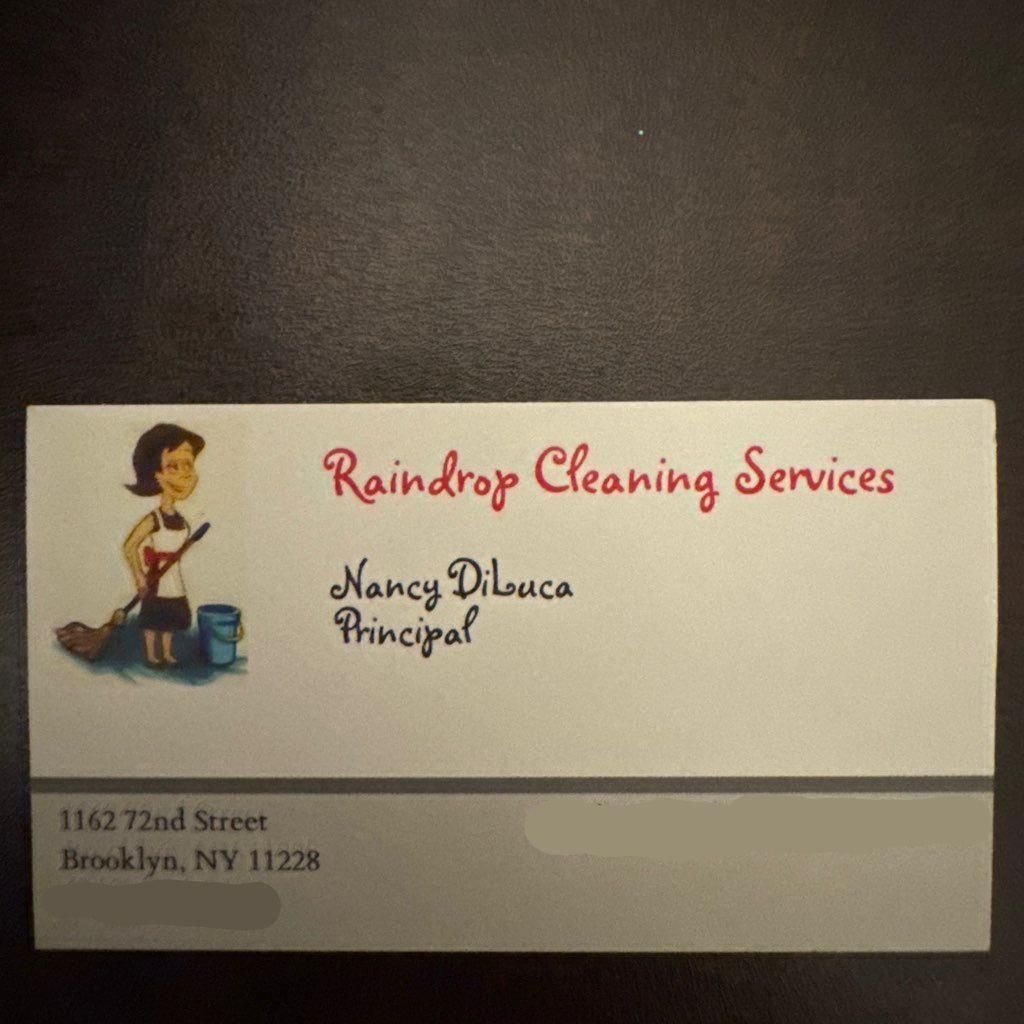 Raindrop Cleaning Services
Nancy DiLuca
Principal
1162 72nd Street
Brooklyn, NY 11228